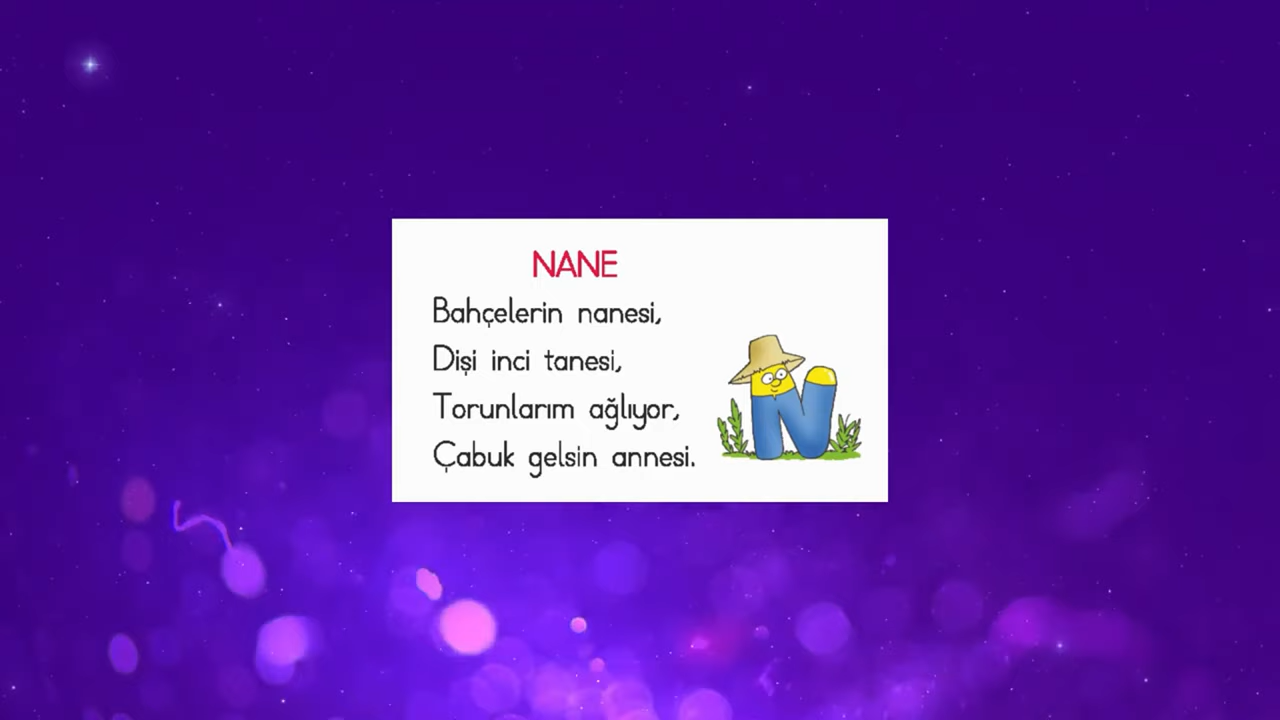 NANE
Bahçelerin nanesi,
Dişi inci tanesi,
Torunlarım ağlıyor,
Çabuk gelsin annesi.